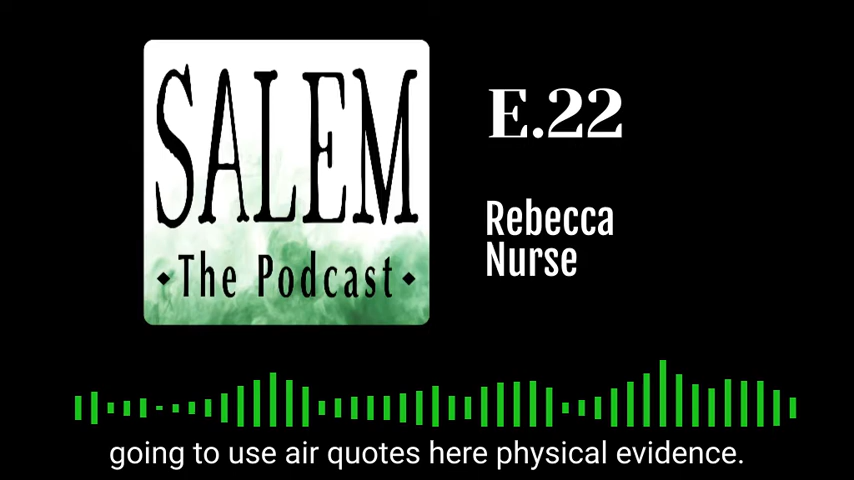 SALEM
The Podcast
E.22
Rebecca
Nurse
going to use air quotes here physical evidence.